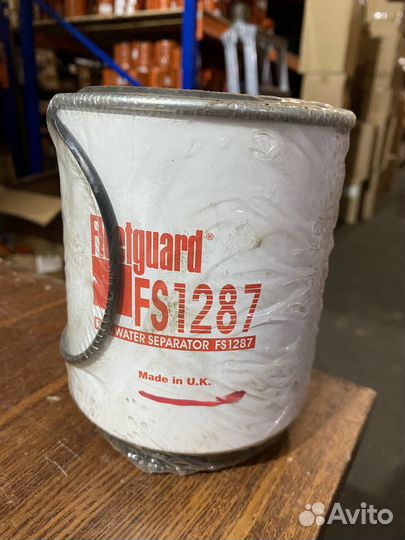 Fleetguard®
FS1287
WATER SEPARATOR FS1287
Made in U.K.
Avito